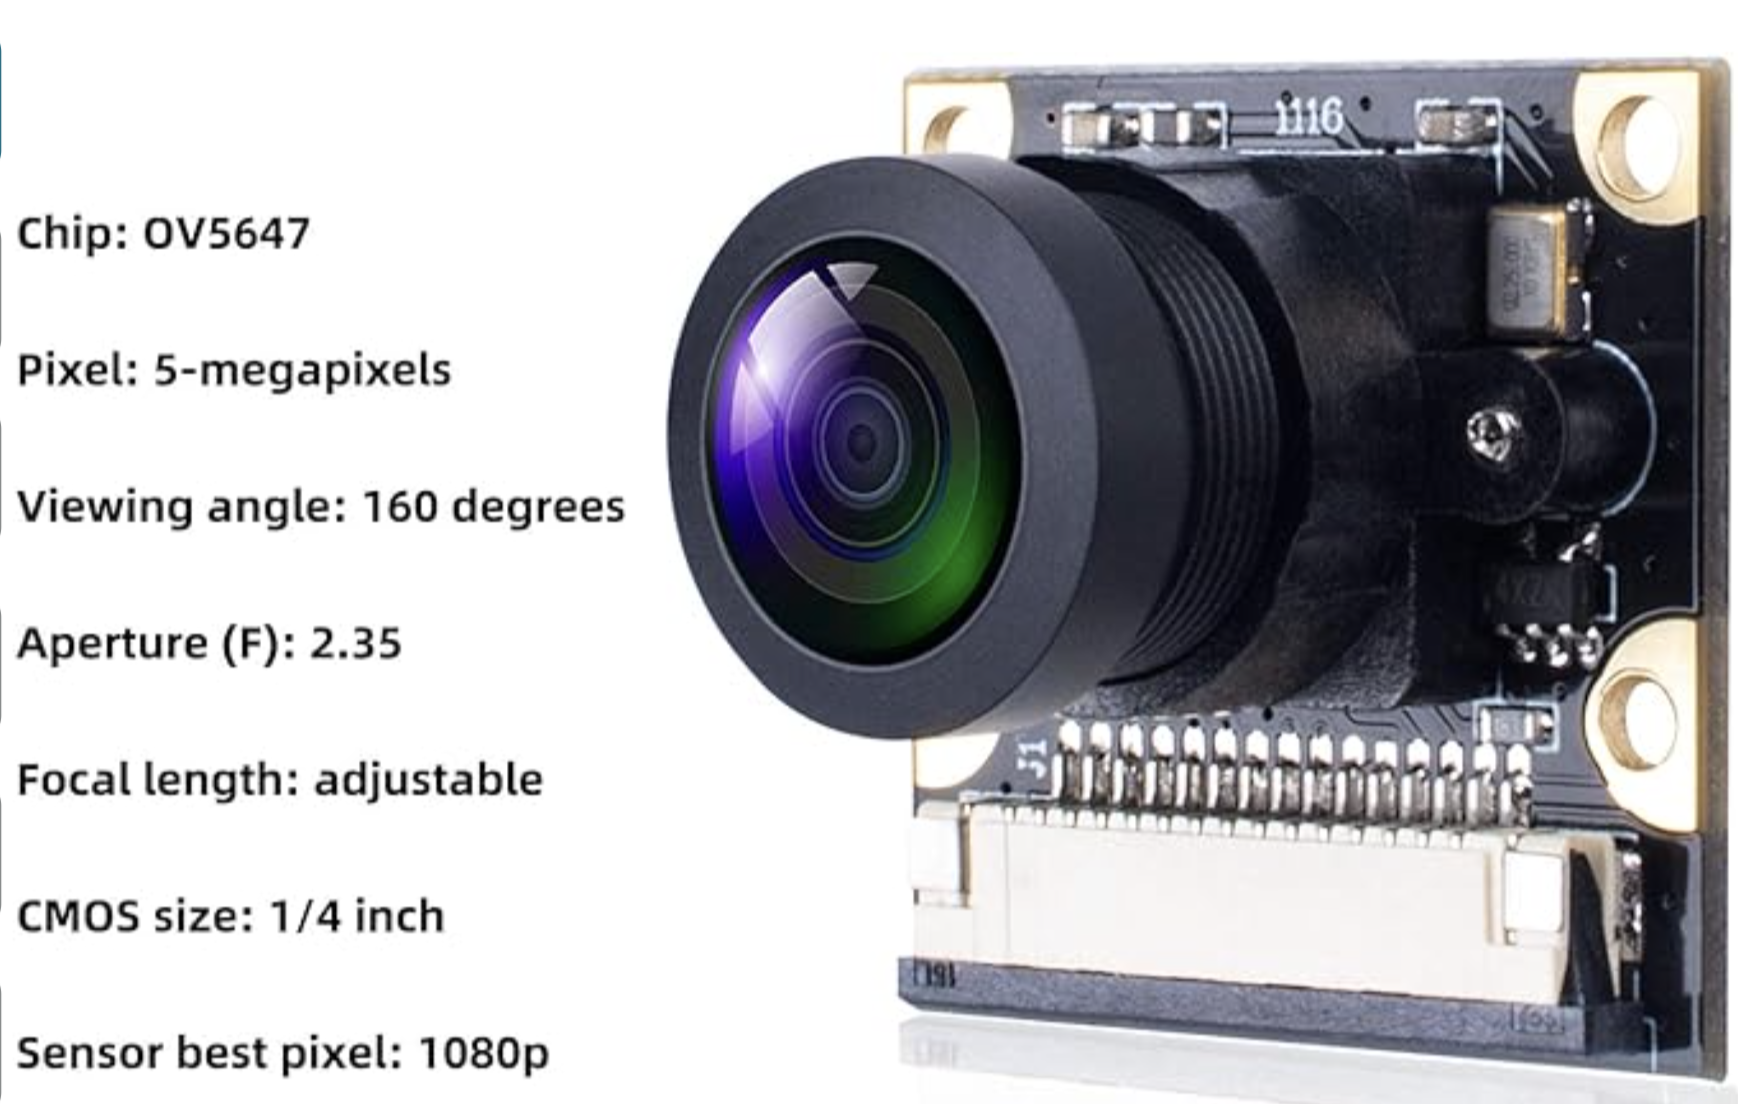 Chip: OV5647
Pixel: 5-megapixels
Viewing angle: 160 degrees
Aperture (F): 2.35
Focal length: adjustable
CMOS size: 1/4 inch
Sensor best pixel: 1080p
1116
J1